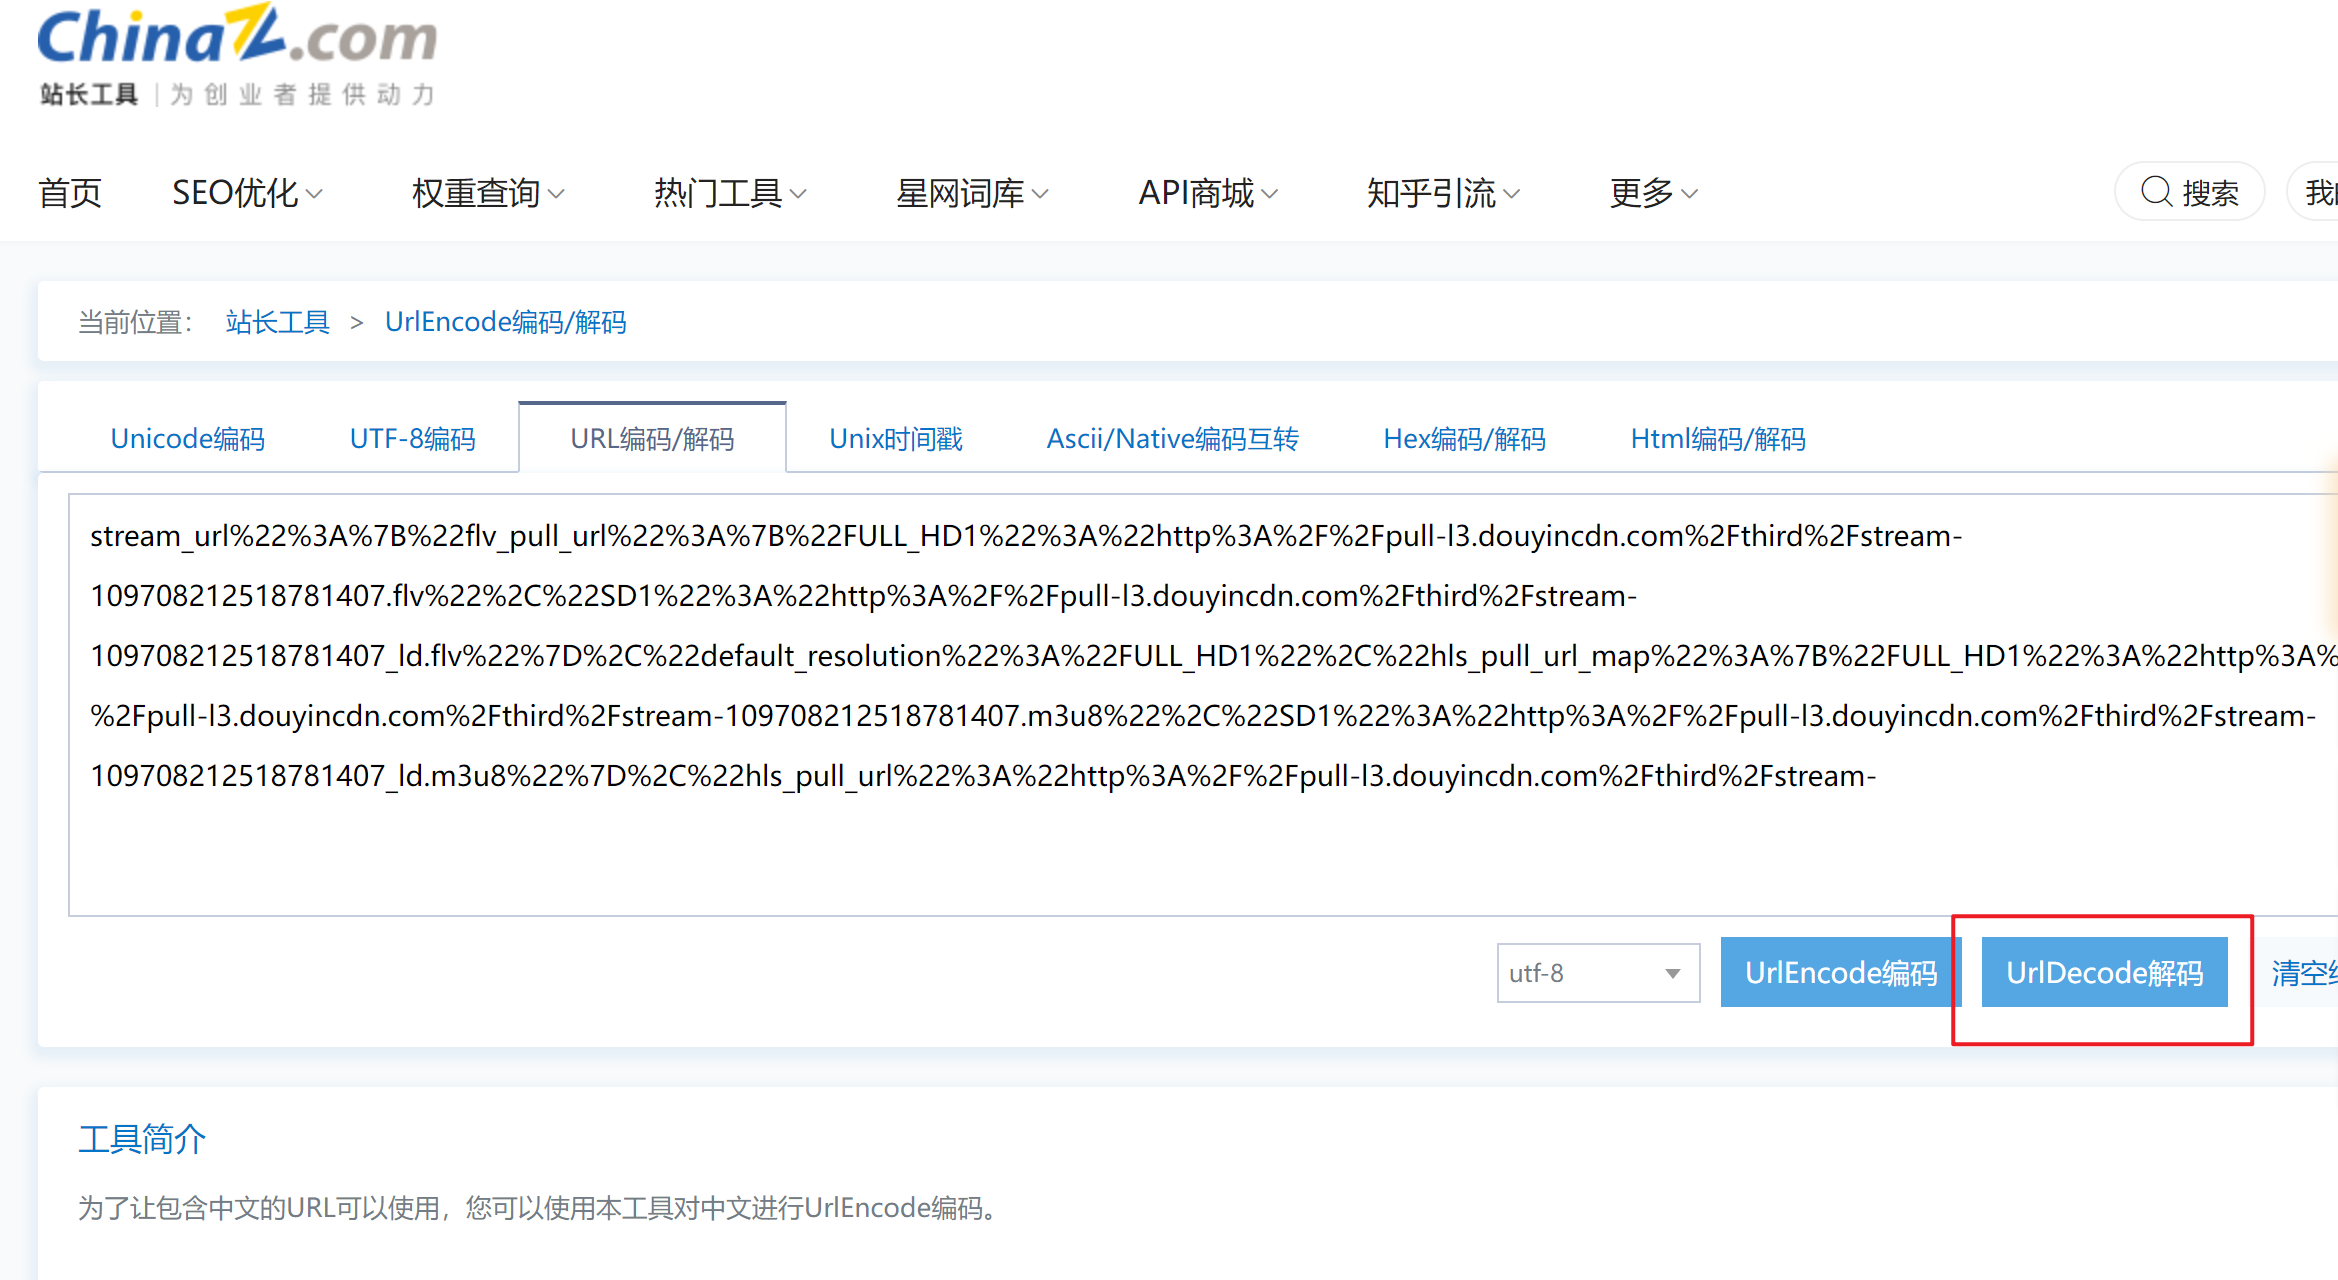 ChinaZ.com
站长工具 | 为创业者提供动力
首页 SEO优化 权重查询 热门工具 星网词库 API商城 知乎引流 更多 搜索 我
当前位置： 站长工具 > UrlEncode编码/解码
Unicode编码 UTF-8编码 URL编码/解码 Unix时间戳 Ascii/Native编码互转 Hex编码/解码 Html编码/解码
stream_url%22%3A%7B%22flv_pull_url%22%3A%7B%22FULL_HD1%22%3A%22http%3A%2F%2Fpull-l3.douyincdn.com%2Fthird%2Fstream-
109708212518781407.flv%22%2C%22SD1%22%3A%22http%3A%2F%2Fpull-l3.douyincdn.com%2Fthird%2Fstream-
109708212518781407_ld.flv%22%7D%2C%22default_resolution%22%3A%22FULL_HD1%22%2C%22hls_pull_url_map%22%3A%7B%22FULL_HD1%22%3A%22http%3A%
%2Fpull-l3.douyincdn.com%2Fthird%2Fstream-109708212518781407.m3u8%22%2C%22SD1%22%3A%22http%3A%2F%2Fpull-l3.douyincdn.com%2Fthird%2Fstream-
109708212518781407_ld.m3u8%22%7D%2C%22hls_pull_url%22%3A%22http%3A%2F%2Fpull-l3.douyincdn.com%2Fthird%2Fstream-
utf-8 UrlEncode编码 UrlDecode解码 清空
工具简介
为了让包含中文的URL可以使用，您可以使用本工具对中文进行UrlEncode编码。